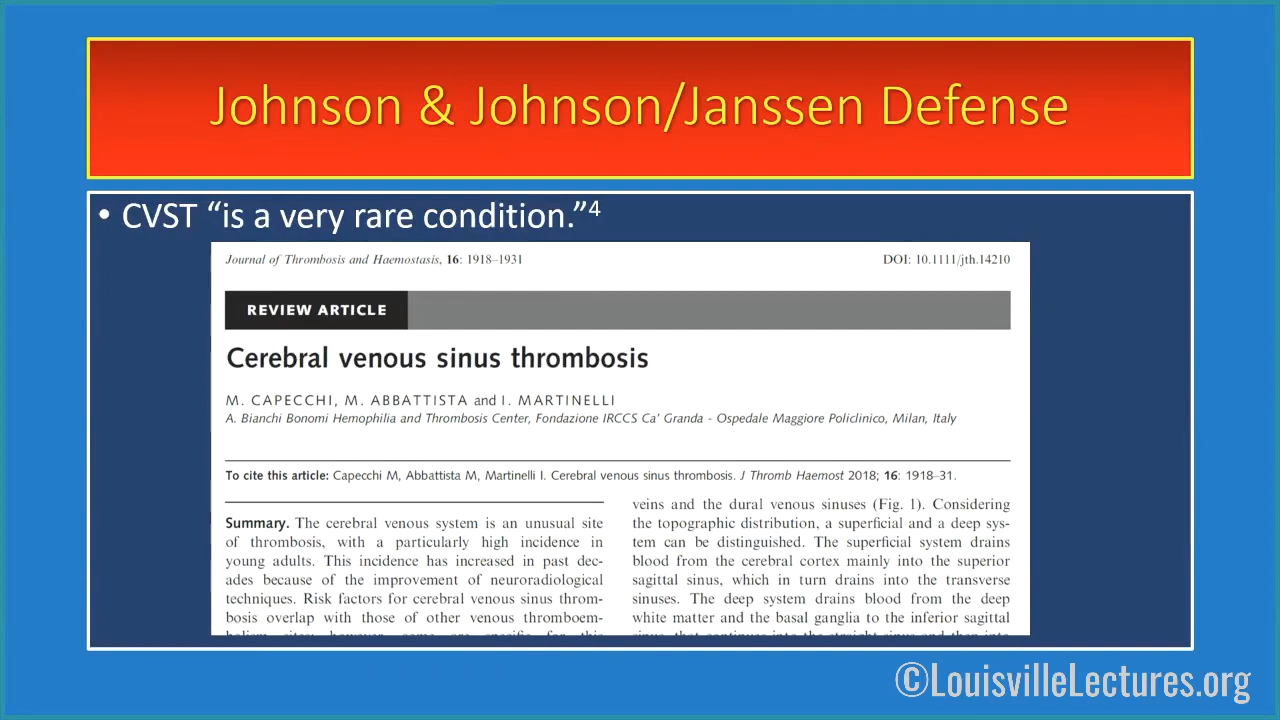 Johnson & Johnson/Janssen Defense
• CVST “is a very rare condition.”4
Journal of Thrombosis and Haemostasis, 16: 1918–1931
DOI: 10.1111/jth.14210
REVIEW ARTICLE
Cerebral venous sinus thrombosis
M. CAPECCHI, M. ABBATTISTA and I. MARTINELLI
A. Bianchi Bonomi Hemophilia and Thrombosis Center, Fondazione IRCCS Ca’ Granda - Ospedale Maggiore Policlinico, Milan, Italy
To cite this article: Capecchi M, Abbattista M, Martinelli I. Cerebral venous sinus thrombosis. J Thromb Haemost 2018; 16: 1918–31.
Summary. The cerebral venous system is an unusual site
of thrombosis, with a particularly high incidence in
young adults. This incidence has increased in past dec-
ades because of the improvement of neuroradiological
techniques. Risk factors for cerebral venous sinus throm-
bosis overlap with those of other venous thromboem-
veins and the dural venous sinuses (Fig. 1). Considering
the topographic distribution, a superficial and a deep sys-
tem can be distinguished. The superficial system drains
blood from the cerebral cortex mainly into the superior
sagittal sinus, which in turn drains into the transverse
sinuses. The deep system drains blood from the deep
white matter and the basal ganglia to the inferior sagittal
©LouisvilleLectures.org